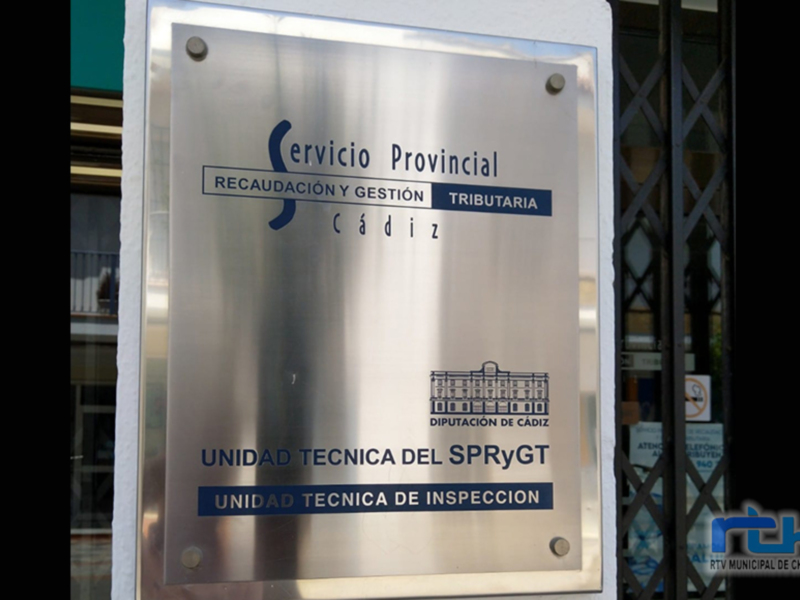 Servicio Provincial
RECAUDACIÓN Y GESTIÓN TRIBUTARIA
Cádiz
DIPUTACIÓN DE CÁDIZ
UNIDAD TECNICA DEL SPRyGT
UNIDAD TECNICA DE INSPECCION
940
RTV MUNICIPAL DE CH